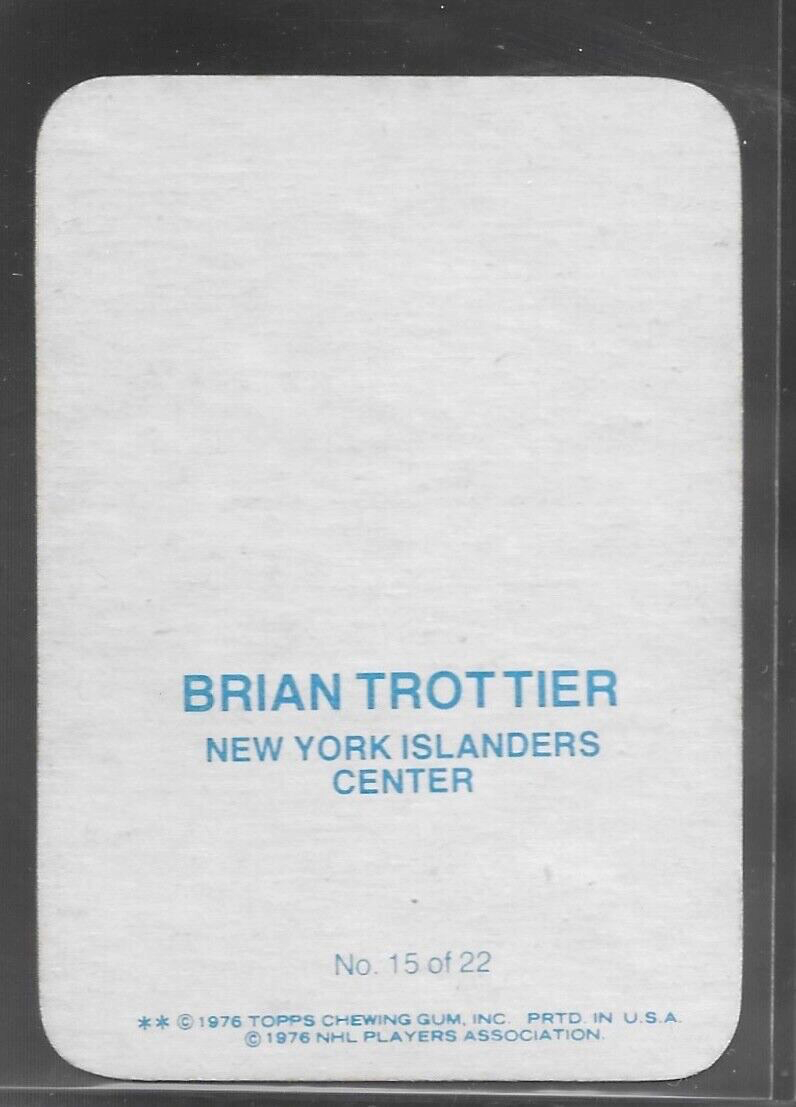 BRIAN TROTTIER
NEW YORK ISLANDERS
CENTER
No. 15 of 22
** ©1976 TOPPS CHEWING GUM, INC. PRTD. IN U.S.A.
©1976 NHL PLAYERS ASSOCIATION.